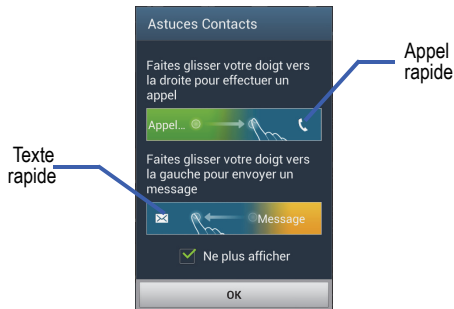 Astuces Contacts
Faites glisser votre doigt vers
la droite pour effectuer un
appel
Appel...
Appel
rapide
Faites glisser votre doigt vers
la gauche pour envoyer un
message
Texte
rapide
Message
Ne plus afficher
OK